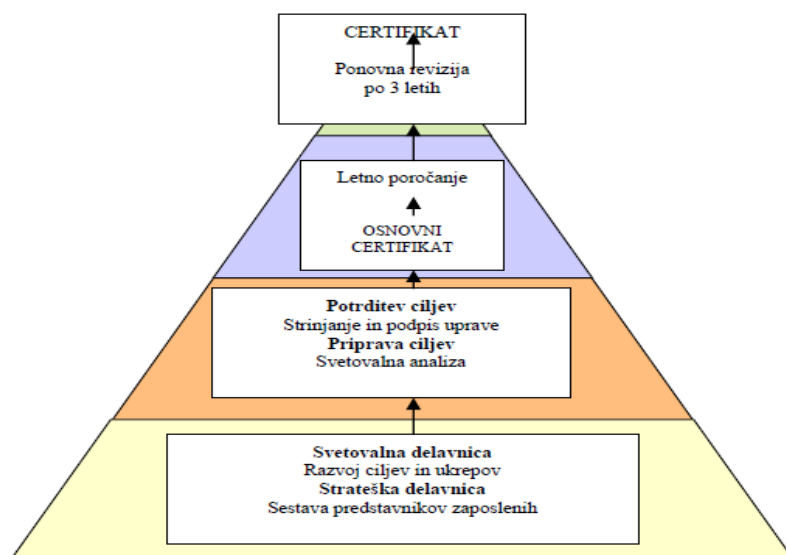 CERTIFIKAT
Ponovna revizija
po 3 letih
Letno poročanje
OSNOVNI
CERTIFIKAT
Potrditev ciljev
Strinjanje in podpis uprave
Priprava ciljev
Svetovalna analiza
Svetovalna delavnica
Razvoj ciljev in ukrepov
Strateška delavnica
Sestava predstavnikov zaposlenih